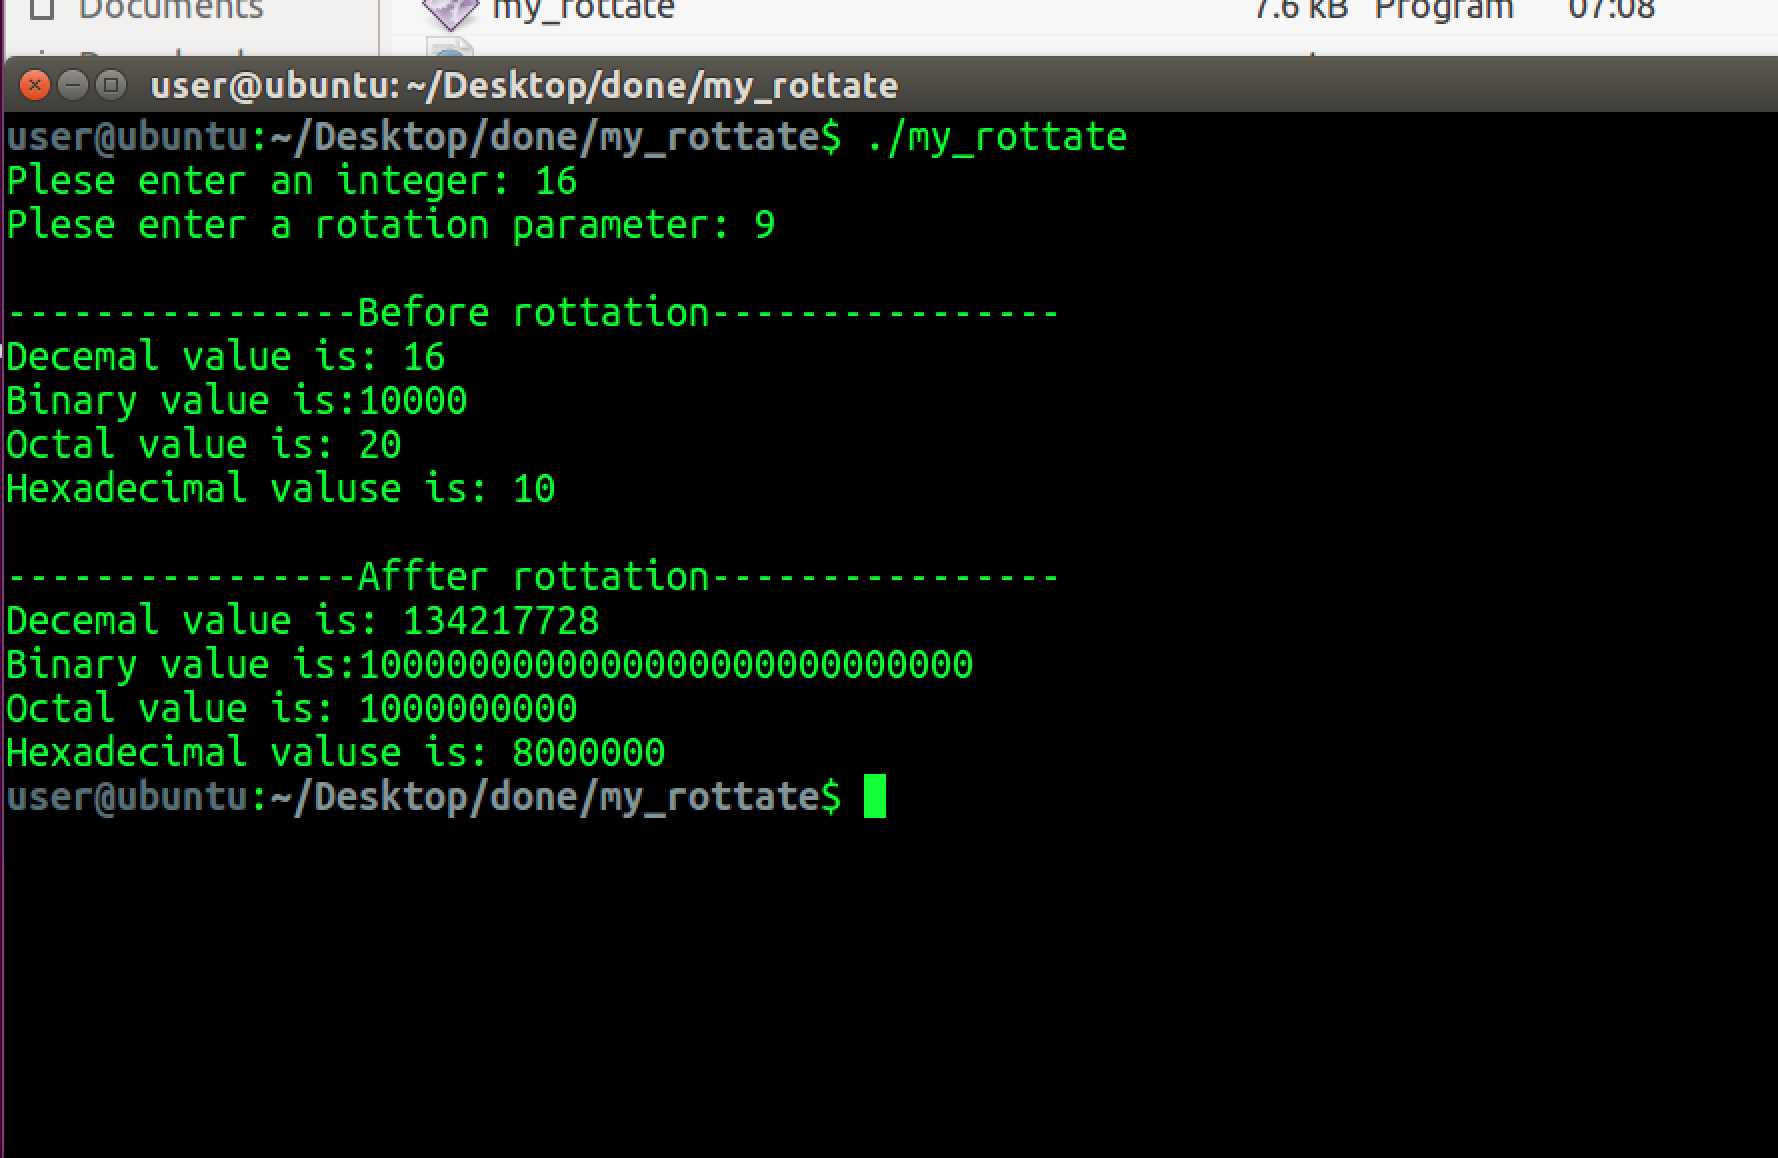 Documents my_rottate 7.6 kB Program 07:08
user@ubuntu: ~/Desktop/done/my_rottate
user@ubuntu:~/Desktop/done/my_rottate$ ./my_rottate
Plese enter an integer: 16
Plese enter a rotation parameter: 9
----------------Before rottation----------------
Decemal value is: 16
Binary value is:10000
Octal value is: 20
Hexadecimal valuse is: 10
----------------Affter rottation----------------
Decemal value is: 134217728
Binary value is:1000000000000000000000000000
Octal value is: 1000000000
Hexadecimal valuse is: 8000000
user@ubuntu:~/Desktop/done/my_rottate$